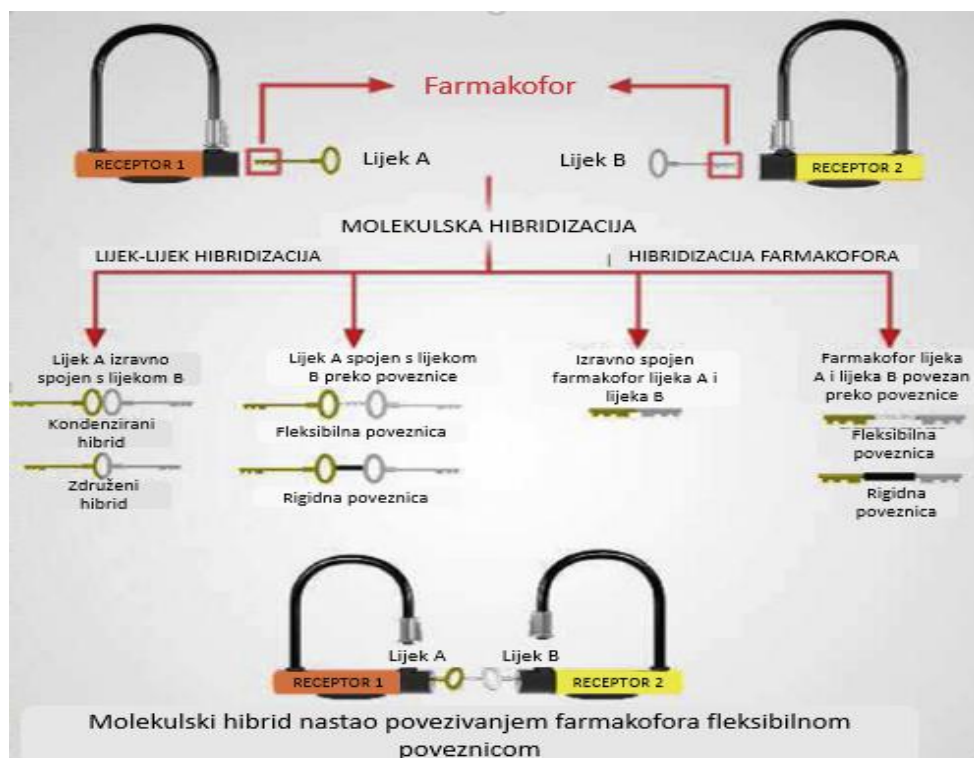 Farmakofor
RECEPTOR 1
Lijek A
Lijek B
RECEPTOR 2
MOLEKULSKA HIBRIDIZACIJA
LIJEK-LIJEK HIBRIDIZACIJA
HIBRIDIZACIJA FARMAKOFORA
Lijek A izravno
spojen s lijekom B
Kondenzirani
hibrid
Združeni
hibrid
Lijek A spojen s lijekom
B preko poveznice
Fleksibilna poveznica
Rigidna poveznica
Izravno spojen
farmakofor lijeka A i
lijeka B
Farmakofor lijeka
A i lijeka B povezan
preko poveznice
Fleksibilna
poveznica
Rigidna
poveznica
Lijek A
Lijek B
RECEPTOR 1
RECEPTOR 2
Molekulski hibrid nastao povezivanjem farmakofora fleksibilnom
poveznicom